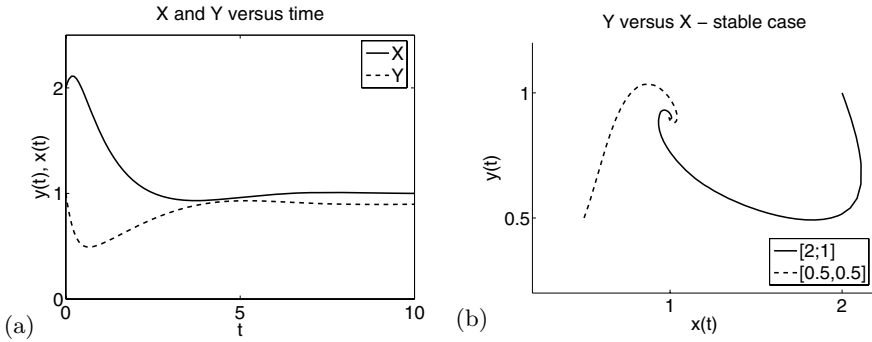 X and Y versus time
X
Y
2
1
0
y(t), x(t)
0
5
10
t
(a)
Y versus X – stable case
1
0.5
y(t)
[2;1]
[0.5,0.5]
1
2
x(t)
(b)